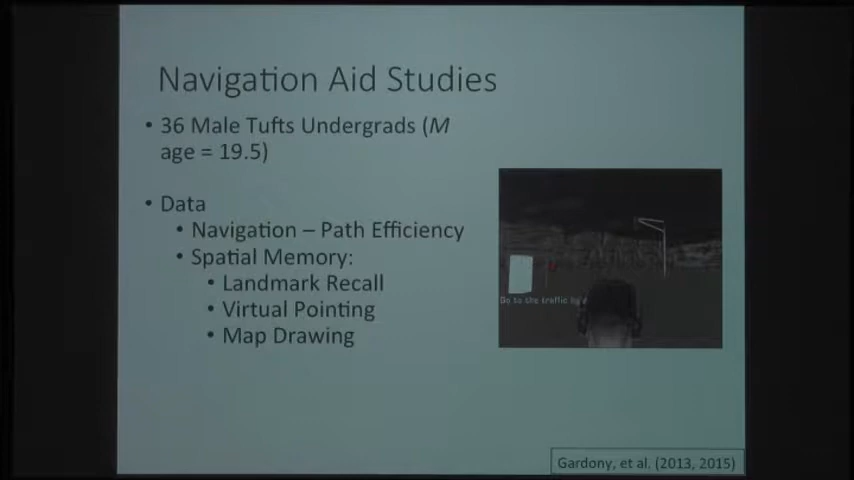 Navigation Aid Studies
• 36 Male Tufts Undergrads (M
age = 19.5)
• Data
• Navigation – Path Efficiency
• Spatial Memory:
• Landmark Recall
• Virtual Pointing
• Map Drawing
Go to the traffic
Gardony, et al. (2013, 2015)